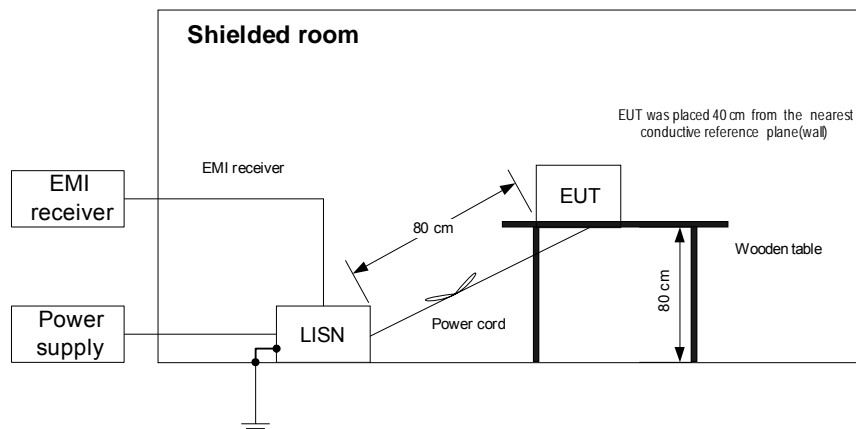 Shielded room
EUT was placed 40 cm from the nearest
conductive reference plane(wall)
EMI
receiver
EMI receiver
EUT
80 cm
Wooden table
80 cm
Power
supply
LISN
Power cord